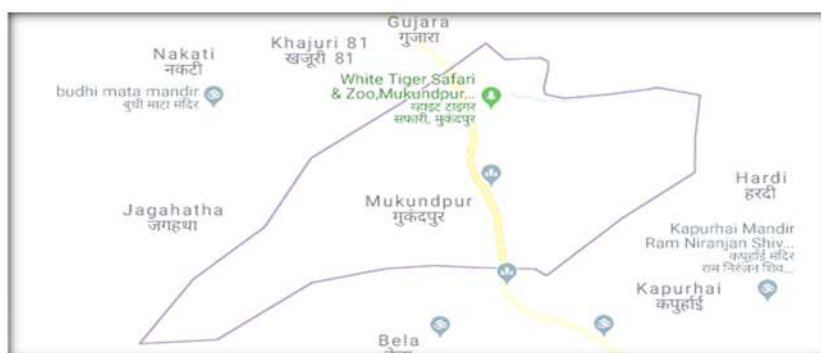 Gujara
गुजारा
Khajuri 81
खजूरी 81
Nakati
नकटी
budhi mata mandir
बुधी माता मंदिर
White Tiger Safari
& Zoo,Mukundpur...
व्हाइट टाइगर
सफारी, मुकंदपुर
Hardi
हरदी
Mukundpur
मुकंदपुर
Jagahatha
जगहथा
Kapurhai Mandir
Ram Niranjan Shiv...
कपुर्हाई मंदिर
राम निरंजन शिव...
Kapurhai
कपुर्हाई
Bela